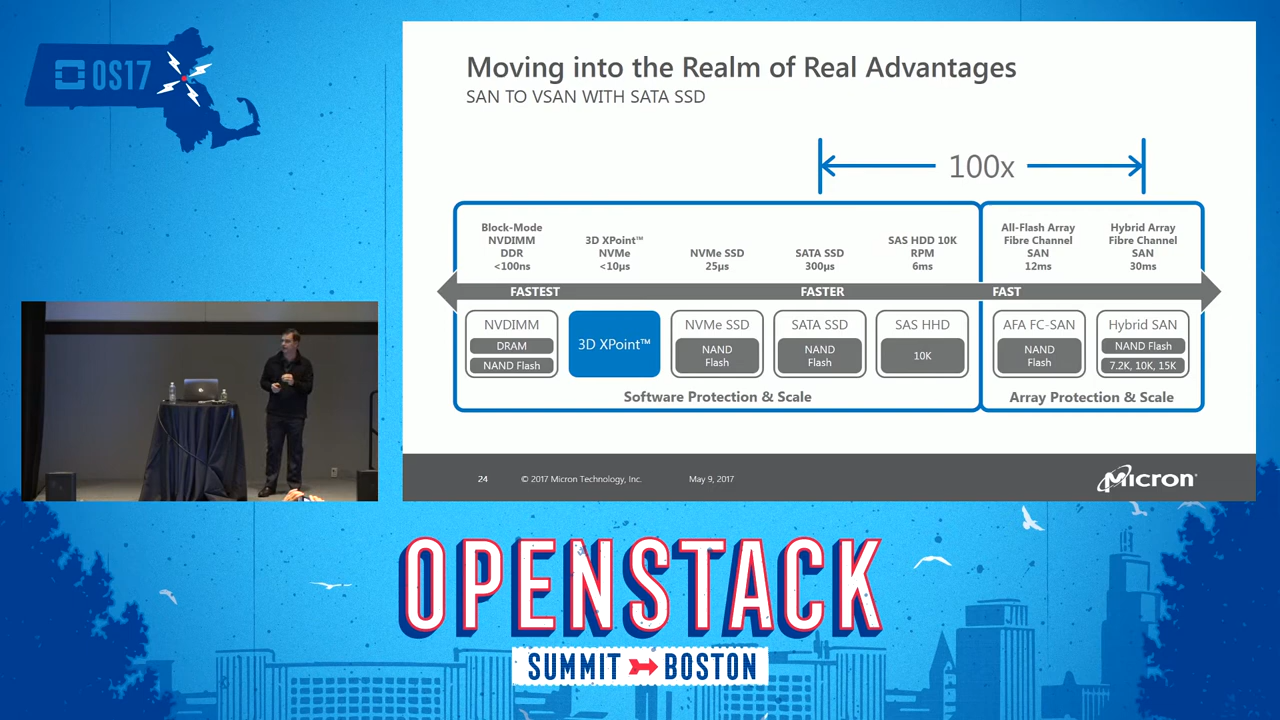 OS17
Moving into the Realm of Real Advantages
SAN TO VSAN WITH SATA SSD
100x
Block-Mode
NVDIMM
DDR
<100ns
3D XPoint™
NVMe
<10µs
NVMe SSD
25µs
SATA SSD
300µs
SAS HDD 10K
RPM
6ms
All-Flash Array
Fibre Channel
SAN
12ms
Hybrid Array
Fibre Channel
SAN
30ms
FASTEST
FASTER
FAST
NVDIMM
DRAM
NAND Flash
3D XPoint™
NVMe SSD
NAND
Flash
SATA SSD
NAND
Flash
SAS HHD
10K
AFA FC-SAN
NAND
Flash
Hybrid SAN
NAND Flash
7.2K, 10K, 15K
Software Protection & Scale
Array Protection & Scale
24
© 2017 Micron Technology, Inc.
May 9, 2017
Micron®
OPENSTACK
SUMMIT BOSTON